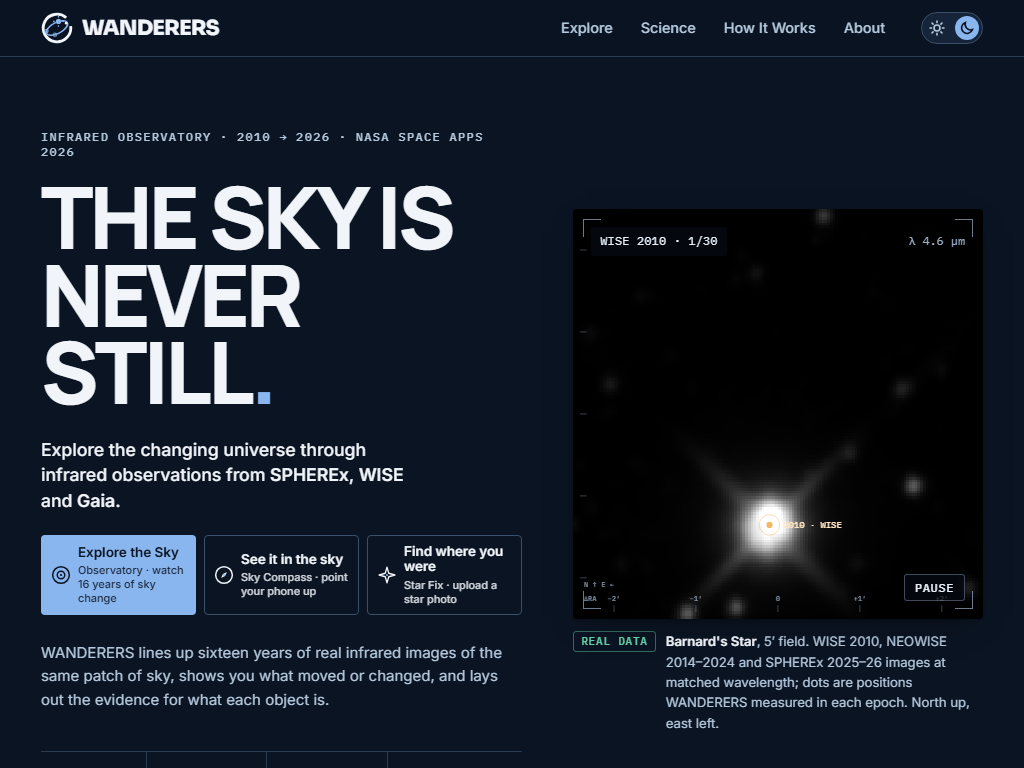 WANDERERS
Explore
Science
How It Works
About
INFRARED OBSERVATORY · 2010 → 2026 · NASA SPACE APPS
2026
THE SKY IS
NEVER
STILL.
Explore the changing universe through
infrared observations from SPHEREx, WISE
and Gaia.
Explore the Sky
Observatory · watch
16 years of sky
change
See it in the sky
Sky Compass · point
your phone up
Find where you
were
Star Fix · upload a
star photo
WANDERERS lines up sixteen years of real infrared images of the
same patch of sky, shows you what moved or changed, and lays
out the evidence for what each object is.
WISE 2010 · 1/30
λ 4.6 µm
2010 · WISE
N ↑ E ←
ΔRA -2′ -1′ 0 +1′ +2′
PAUSE
REAL DATA
Barnard's Star, 5′ field. WISE 2010, NEOWISE
2014–2024 and SPHEREx 2025–26 images at
matched wavelength; dots are positions
WANDERERS measured in each epoch. North up,
east left.